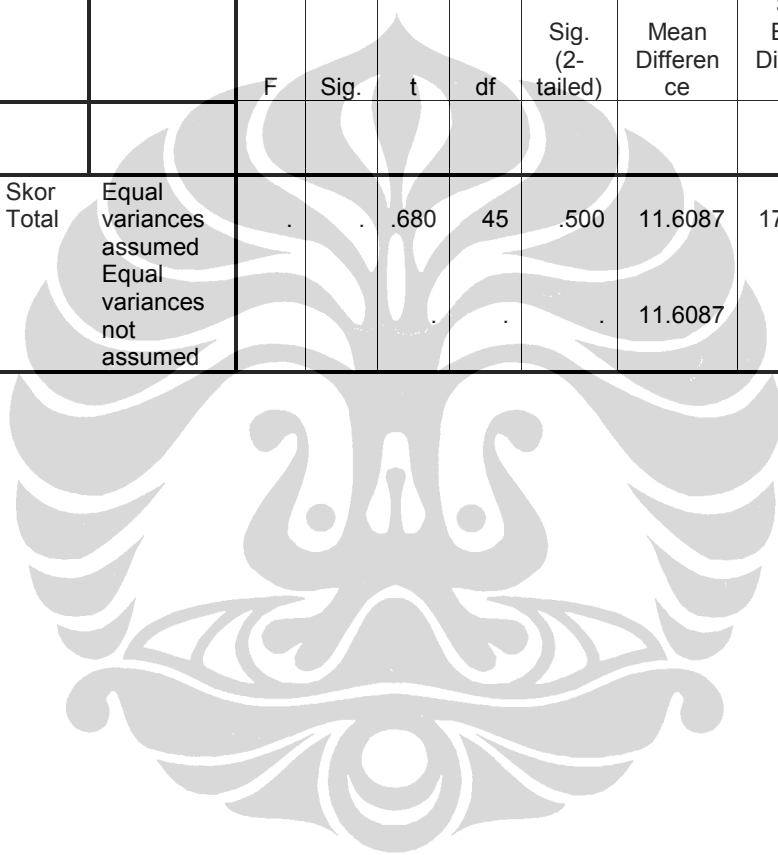 F Sig. t df Sig. (2-tailed) Mean Differen ce
Skor Total Equal variances assumed . . .680 45 .500 11.6087 17
Equal variances not assumed . . . 11.6087